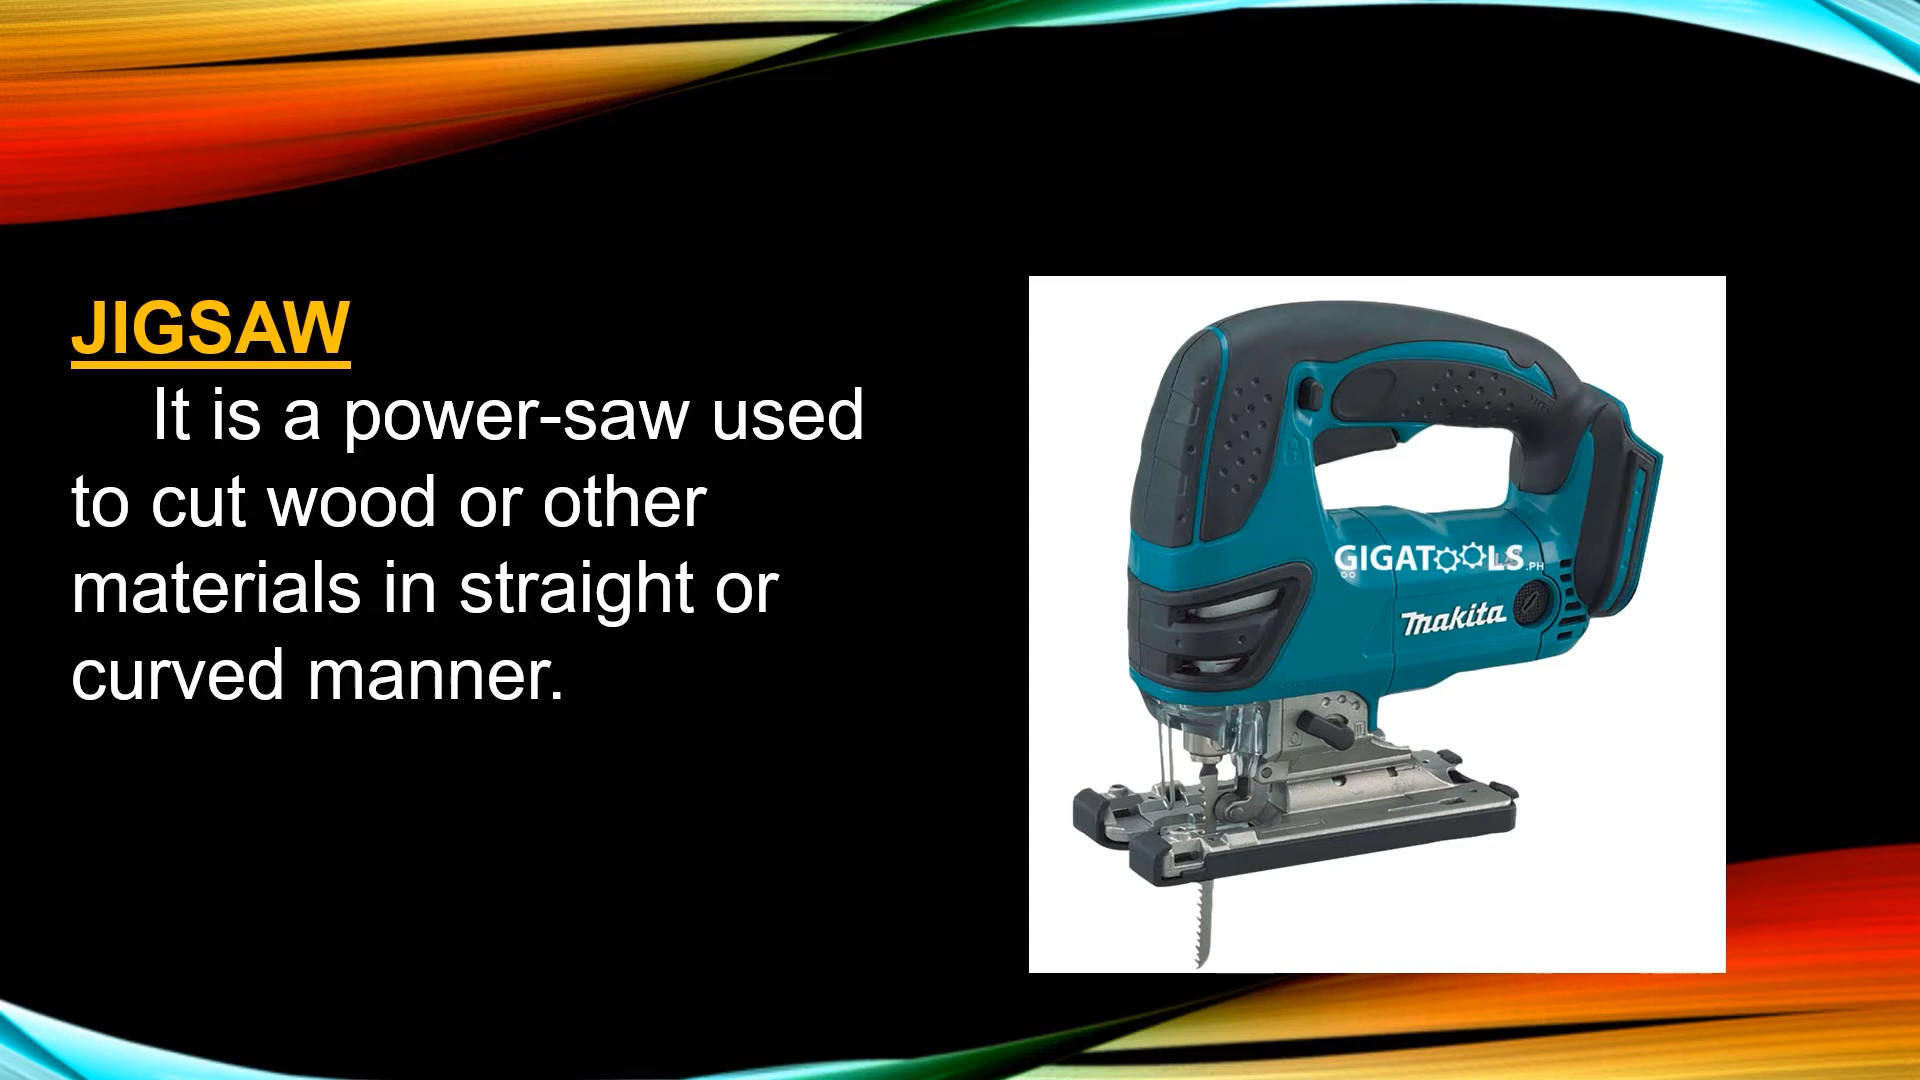 JIGSAW
It is a power-saw used
to cut wood or other
materials in straight or
curved manner.
GIGATOOLS.PH
makita